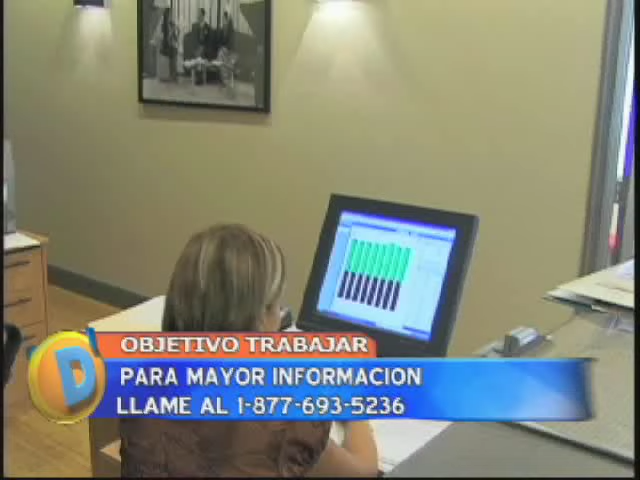 OBJETIVO TRABAJAR
D
PARA MAYOR INFORMACION
LLAME AL 1-877-693-5236